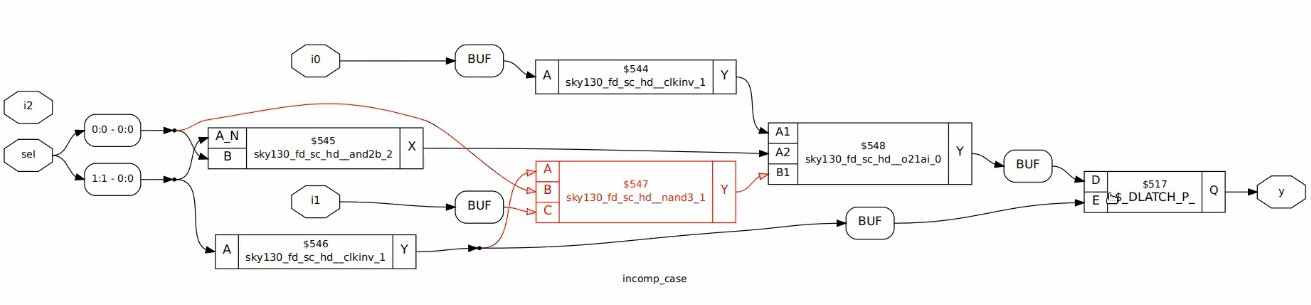 i0
BUF
A
$544
sky130_fd_sc_hd__clkinv_1
Y
i2
sel
0:0 - 0:0
1:1 - 0:0
A_N
B
$545
sky130_fd_sc_hd__and2b_2
X
i1
BUF
A
B
C
$547
sky130_fd_sc_hd__nand3_1
Y
A
$546
sky130_fd_sc_hd__clkinv_1
Y
A1
A2
B1
$548
sky130_fd_sc_hd__o21ai_0
Y
BUF
BUF
D
E
$517
$_DLATCH_P_
Q
y
incomp_case